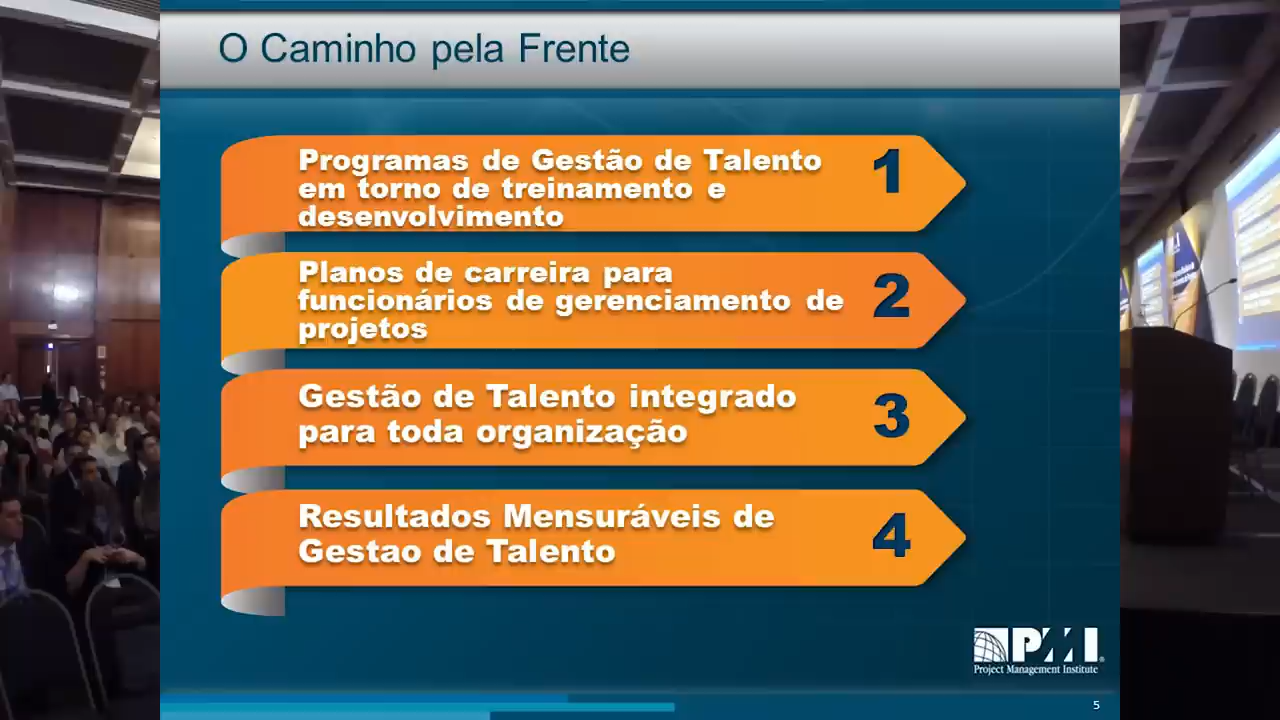 O Caminho pela Frente
Programas de Gestão de Talento
em torno de treinamento e
desenvolvimento
1
Planos de carreira para
funcionários de gerenciamento de
projetos
2
Gestão de Talento integrado
para toda organização
3
Resultados Mensuráveis de
Gestao de Talento
4
PMI
Project Management Institute
5